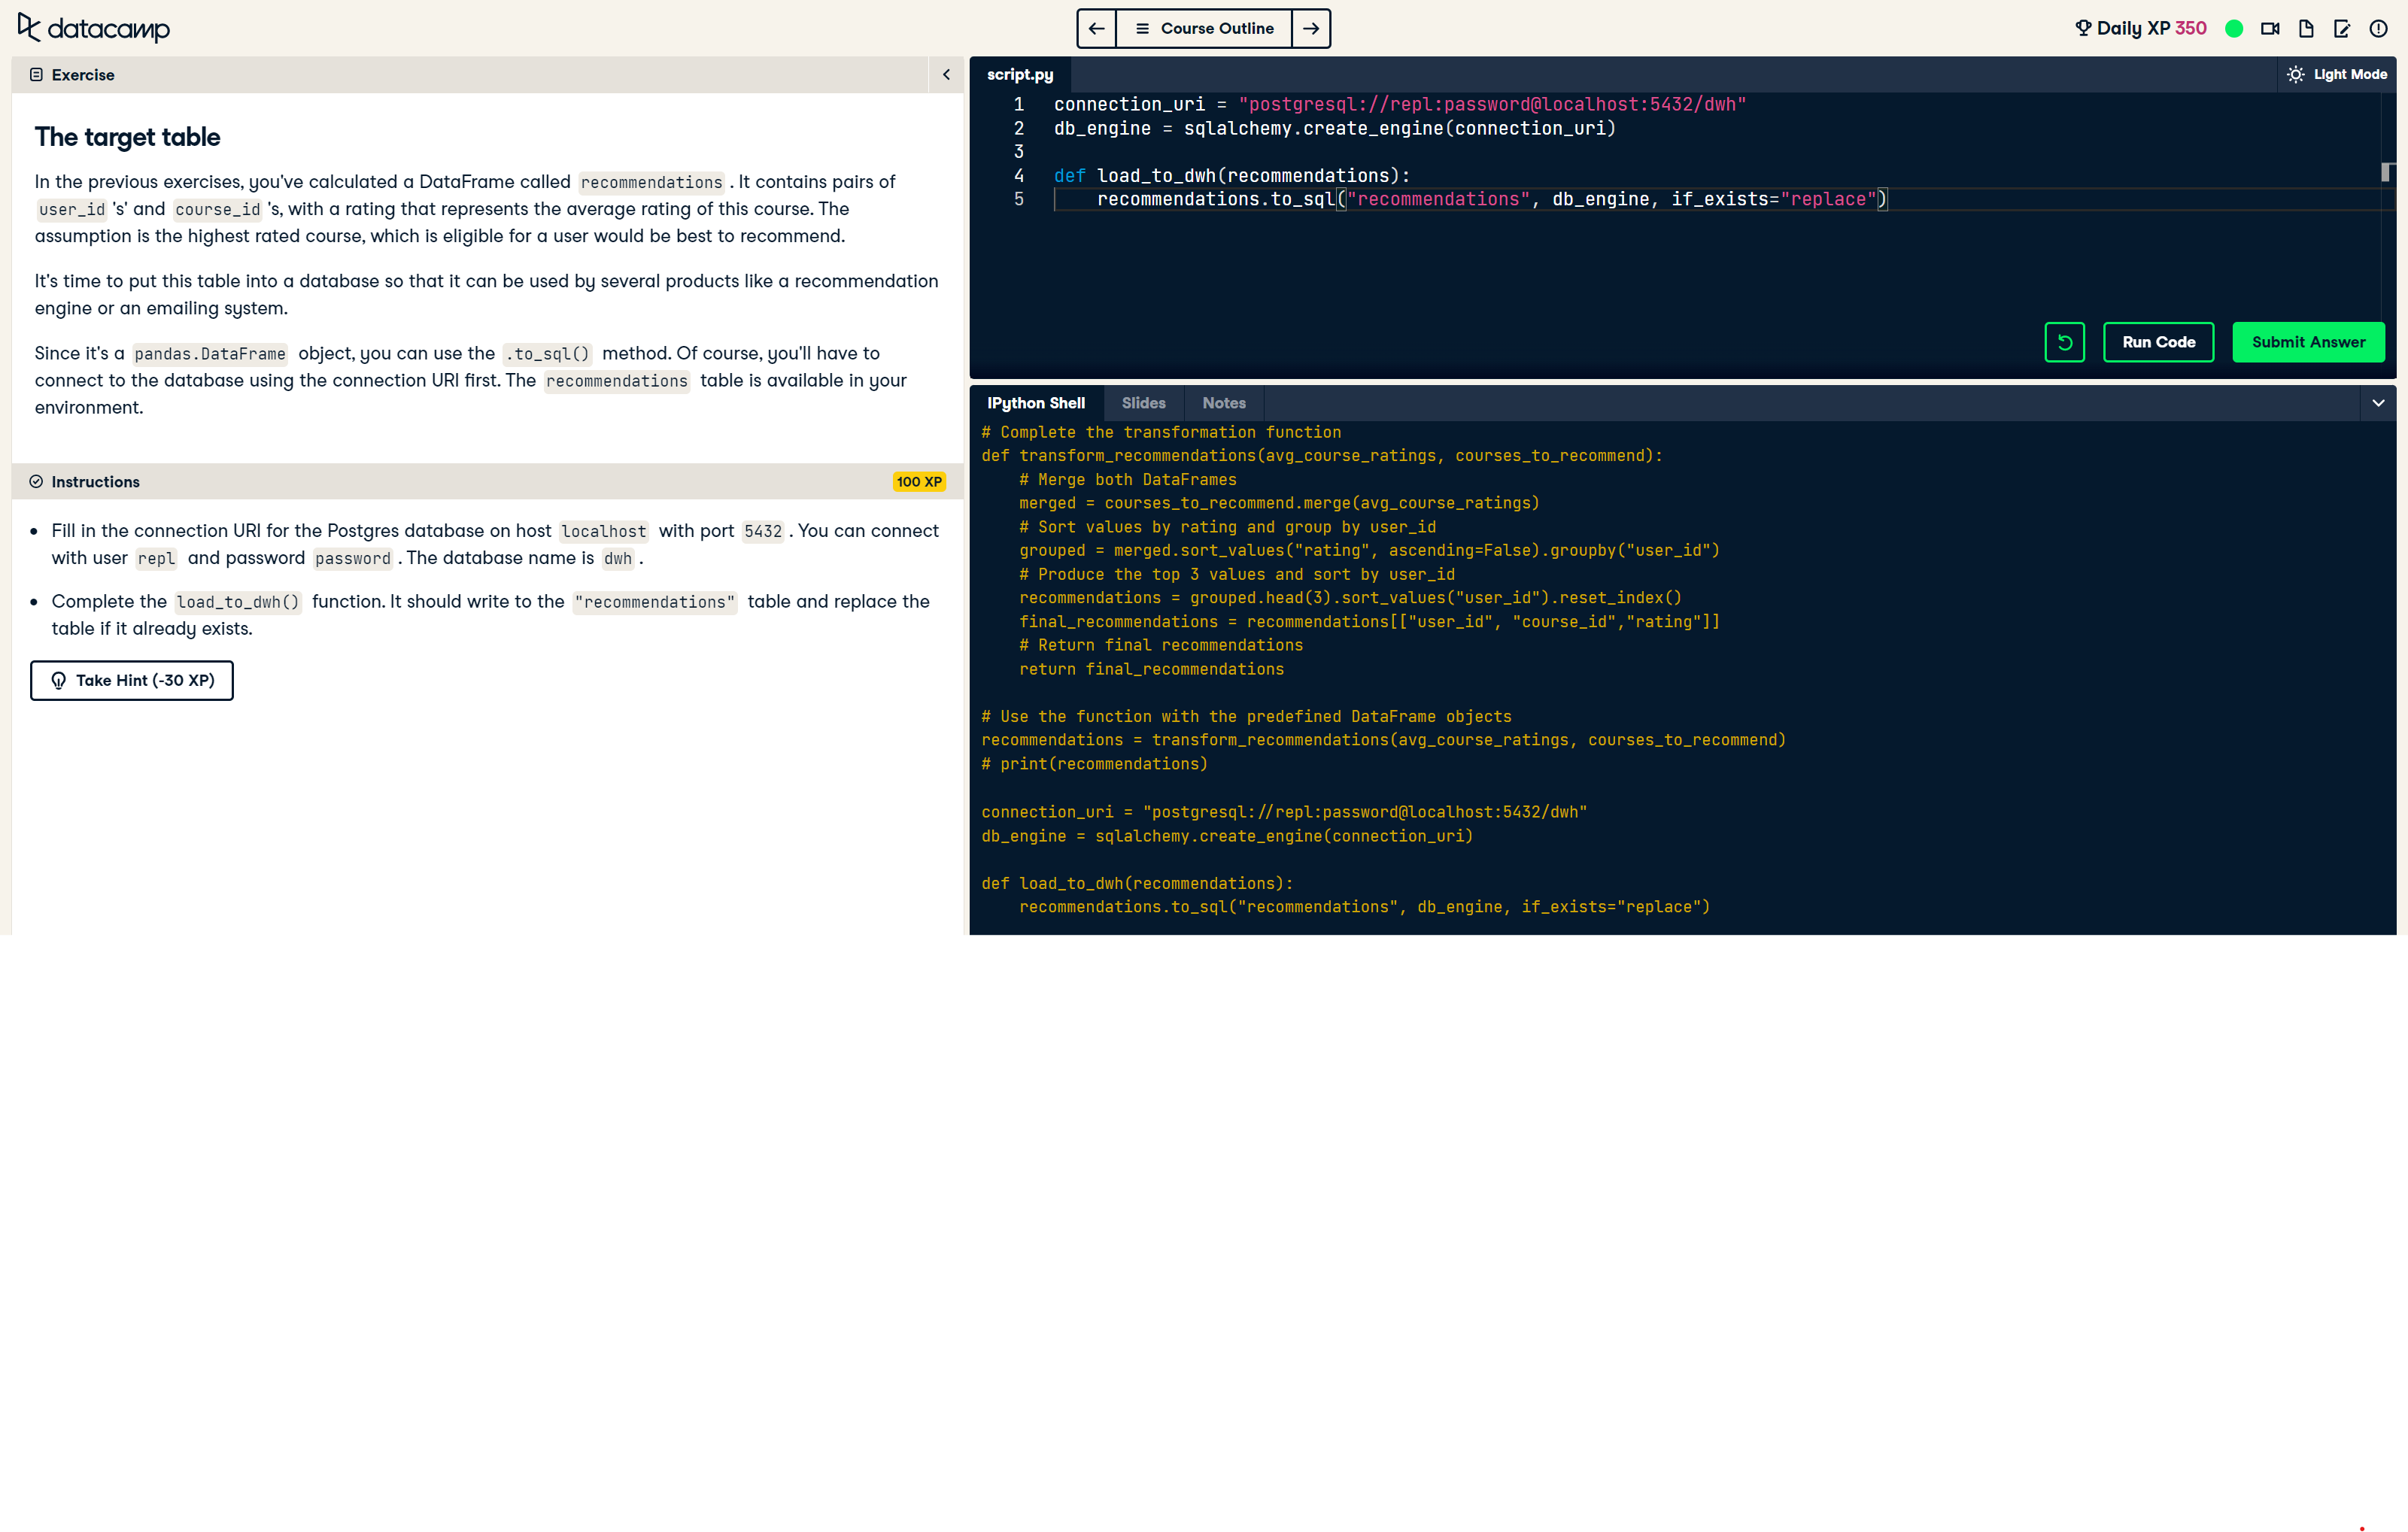 datacamp
Course Outline
Daily XP 350
Exercise
The target table
In the previous exercises, you've calculated a DataFrame called recommendations . It contains pairs of
user_id 's' and course_id 's, with a rating that represents the average rating of this course. The
assumption is the highest rated course, which is eligible for a user would be best to recommend.
It's time to put this table into a database so that it can be used by several products like a recommendation
engine or an emailing system.
Since it's a pandas.DataFrame object, you can use the .to_sql() method. Of course, you'll have to
connect to the database using the connection URI first. The recommendations table is available in your
environment.
Instructions
100 XP
• Fill in the connection URI for the Postgres database on host localhost with port 5432 . You can connect
with user repl and password password . The database name is dwh .
• Complete the load_to_dwh() function. It should write to the "recommendations" table and replace the
table if it already exists.
Take Hint (-30 XP)
script.py
Light Mode
1 connection_uri = "postgresql://repl:password@localhost:5432/dwh"
2 db_engine = sqlalchemy.create_engine(connection_uri)
3
4 def load_to_dwh(recommendations):
5     recommendations.to_sql("recommendations", db_engine, if_exists="replace")
Run Code
Submit Answer
IPython Shell
Slides
Notes
# Complete the transformation function
def transform_recommendations(avg_course_ratings, courses_to_recommend):
    # Merge both DataFrames
    merged = courses_to_recommend.merge(avg_course_ratings)
    # Sort values by rating and group by user_id
    grouped = merged.sort_values("rating", ascending=False).groupby("user_id")
    # Produce the top 3 values and sort by user_id
    recommendations = grouped.head(3).sort_values("user_id").reset_index()
    final_recommendations = recommendations[["user_id", "course_id","rating"]]
    # Return final recommendations
    return final_recommendations
# Use the function with the predefined DataFrame objects
recommendations = transform_recommendations(avg_course_ratings, courses_to_recommend)
# print(recommendations)
connection_uri = "postgresql://repl:password@localhost:5432/dwh"
db_engine = sqlalchemy.create_engine(connection_uri)
def load_to_dwh(recommendations):
    recommendations.to_sql("recommendations", db_engine, if_exists="replace")